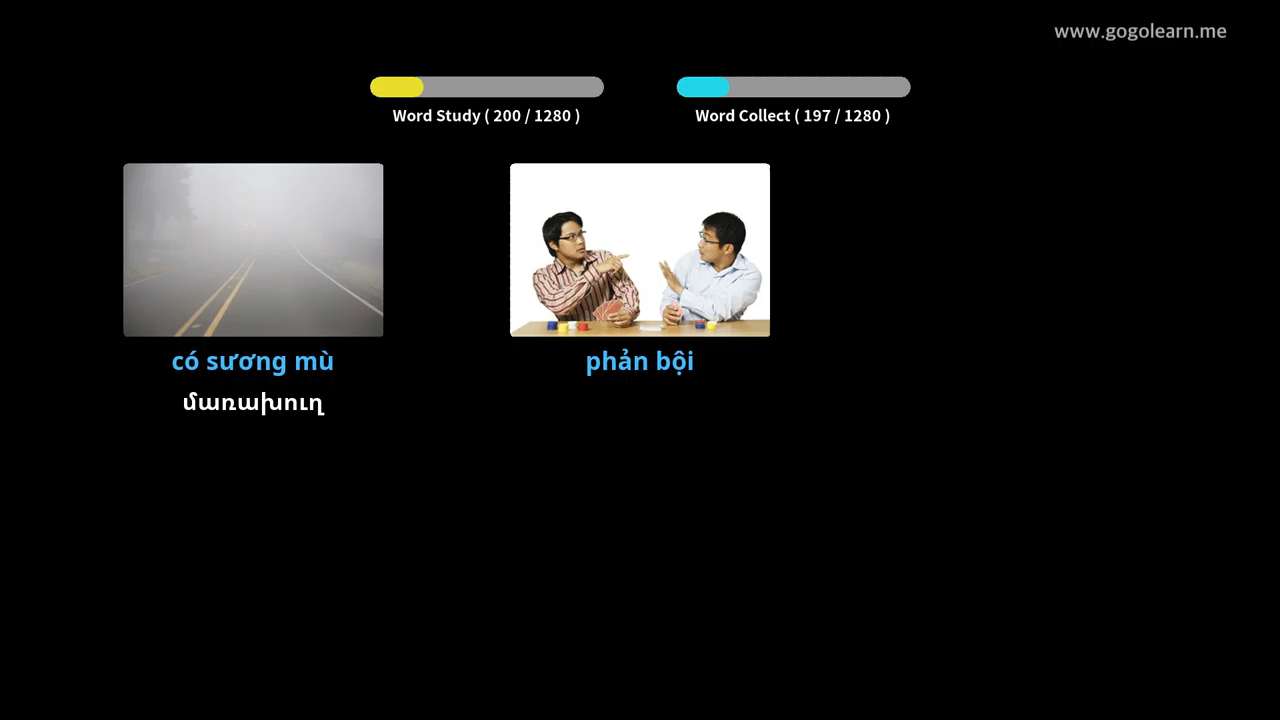 www.gogolearn.me
Word Study ( 200 / 1280 )
Word Collect ( 197 / 1280 )
có sương mù
մառախուղ
phản bội